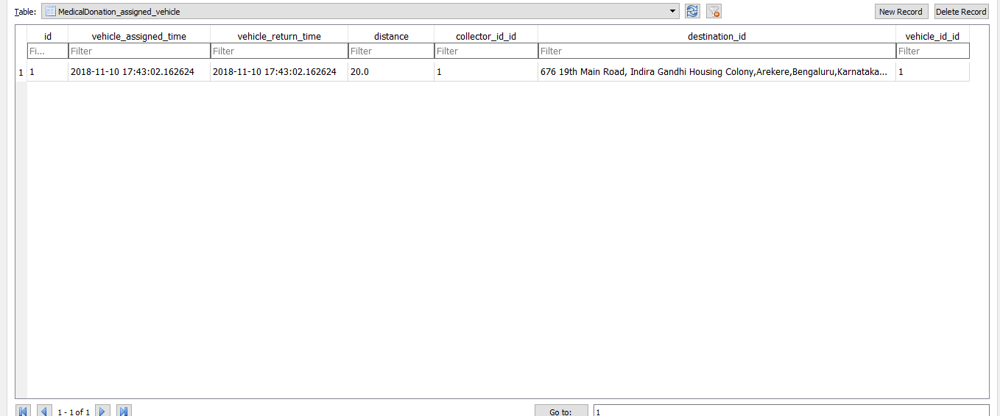 Table: MedicalDonation_assigned_vehicle New Record Delete Record
id vehicle_assigned_time vehicle_return_time distance collector_id_id destination_id vehicle_id_id
Fi... Filter Filter Filter Filter Filter Filter
1 1 2018-11-10 17:43:02.162624 2018-11-10 17:43:02.162624 20.0 1 676 19th Main Road, Indira Gandhi Housing Colony,Arekere,Bengaluru,Karnataka... 1
1 - 1 of 1 Go to: 1